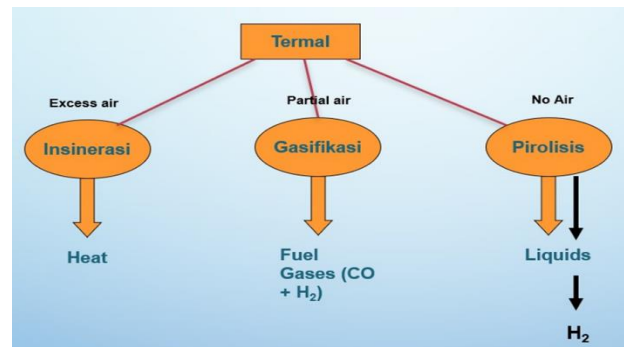 Termal
Excess air
Partial air
No Air
Insinerasi
Gasifikasi
Pirolisis
Heat
Fuel
Gases (CO
+ H₂)
Liquids
H₂